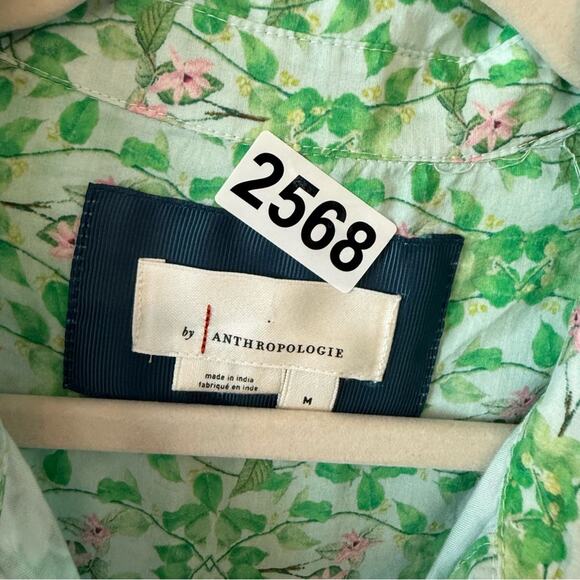 2568
by ANTHROPOLOGIE
made in india
fabriqué en inde
M